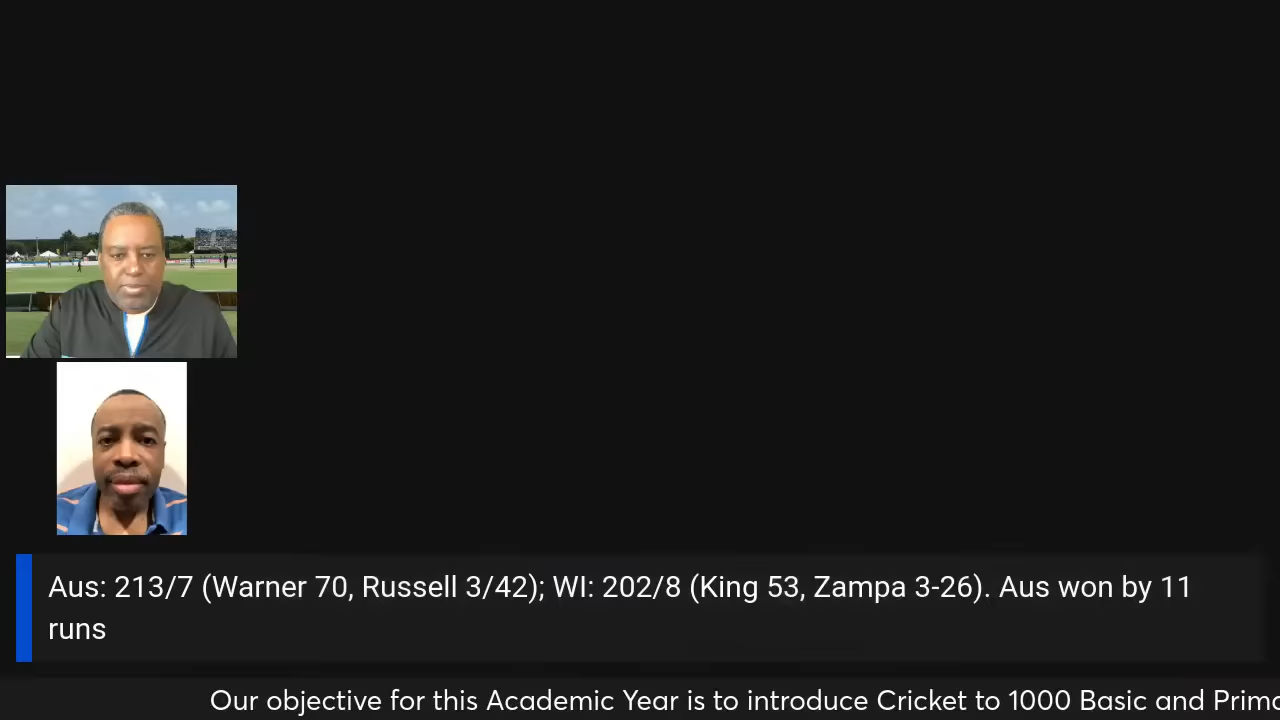 Aus: 213/7 (Warner 70, Russell 3/42); WI: 202/8 (King 53, Zampa 3-26). Aus won by 11
runs
Our objective for this Academic Year is to introduce Cricket to 1000 Basic and